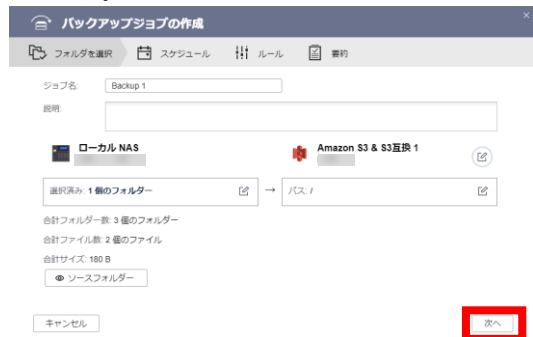 バックアップジョブの作成
フォルダを選択 スケジュール ルール 要約
ジョブ名: Backup 1
説明:
ローカル NAS Amazon S3 & S3互換 1
選択済み: 1 個のフォルダー → パス: /
合計フォルダー数: 3 個のフォルダー
合計ファイル数: 2 個のファイル
合計サイズ: 180 B
ソースフォルダー
キャンセル 次へ